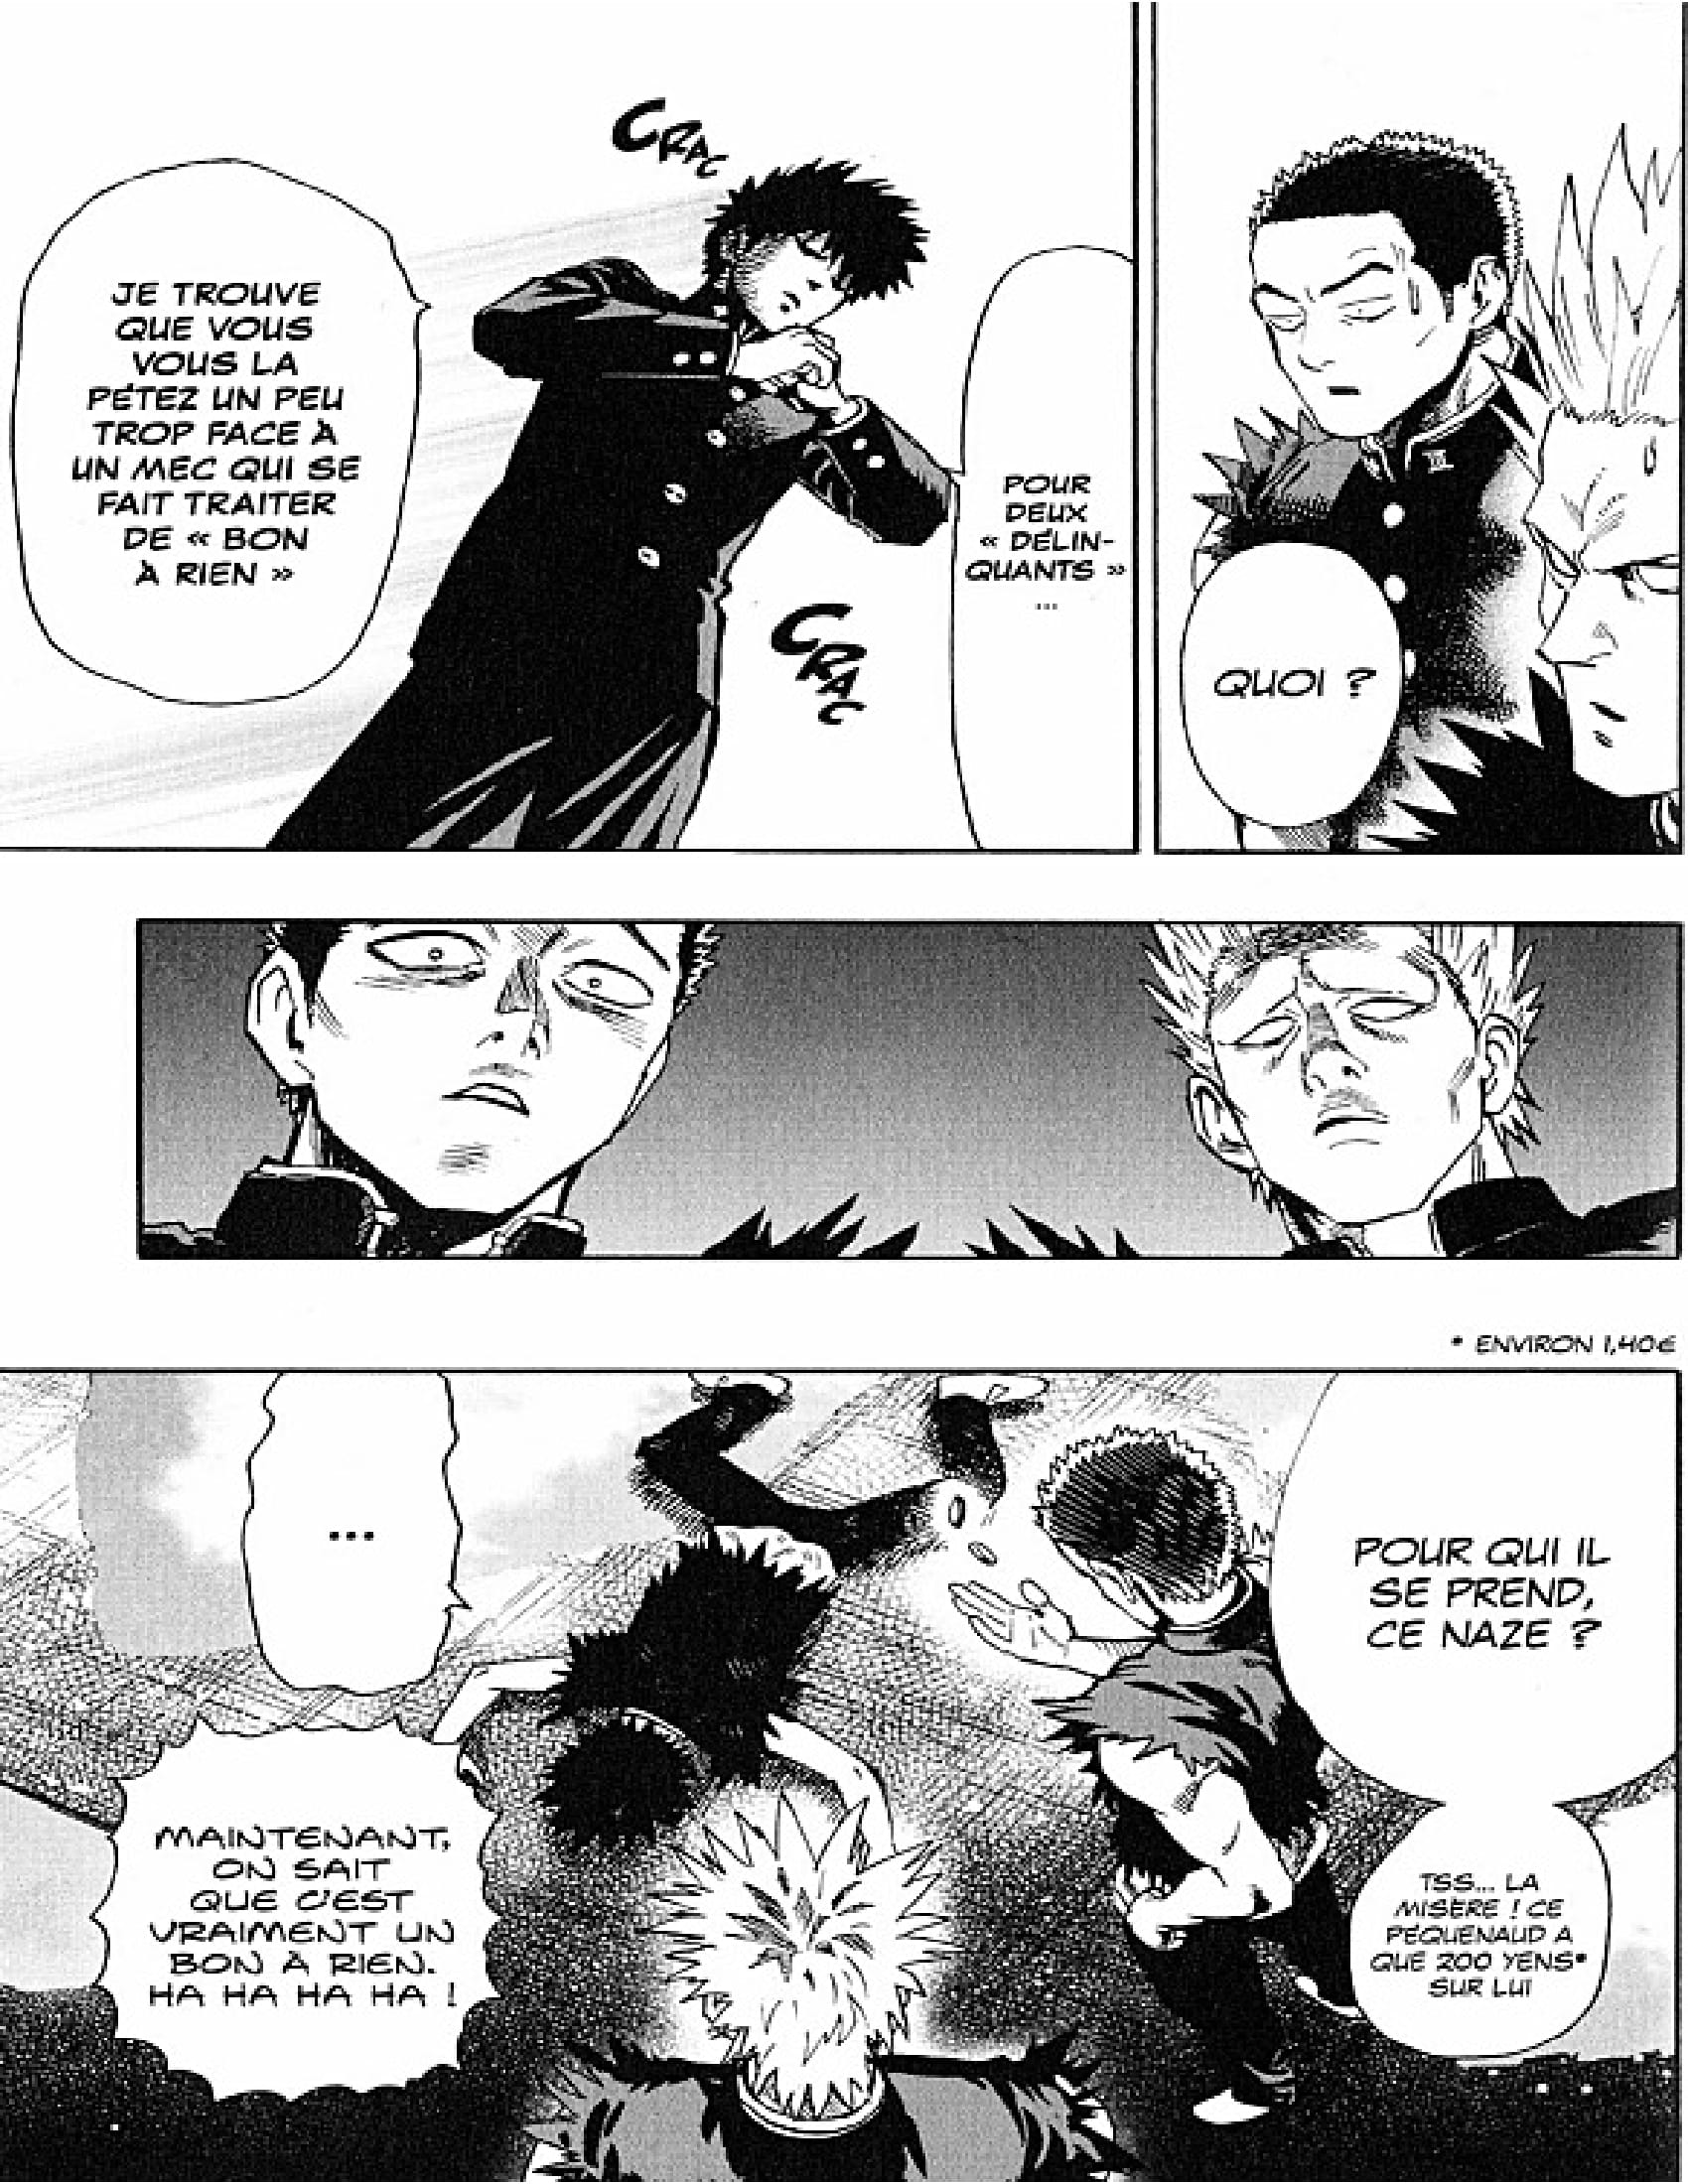 QUOI ?
POUR
DEUX
« DÉLIN-
QUANTS »
...
CRAC
CRAC
JE TROUVE
QUE VOUS
VOUS LA
PÉTEZ UN PEU
TROP FACE À
UN MEC QUI SE
FAIT TRAITER
DE « BON
À RIEN »
* ENVIRON 1,40€
POUR QUI IL
SE PREND,
CE NAZE ?
TSS... LA
MISÈRE ! CE
PÉQUENAUD A
QUE 200 YENS*
SUR LUI
...
MAINTENANT,
ON SAIT
QUE C'EST
VRAIMENT UN
BON À RIEN.
HA HA HA HA !